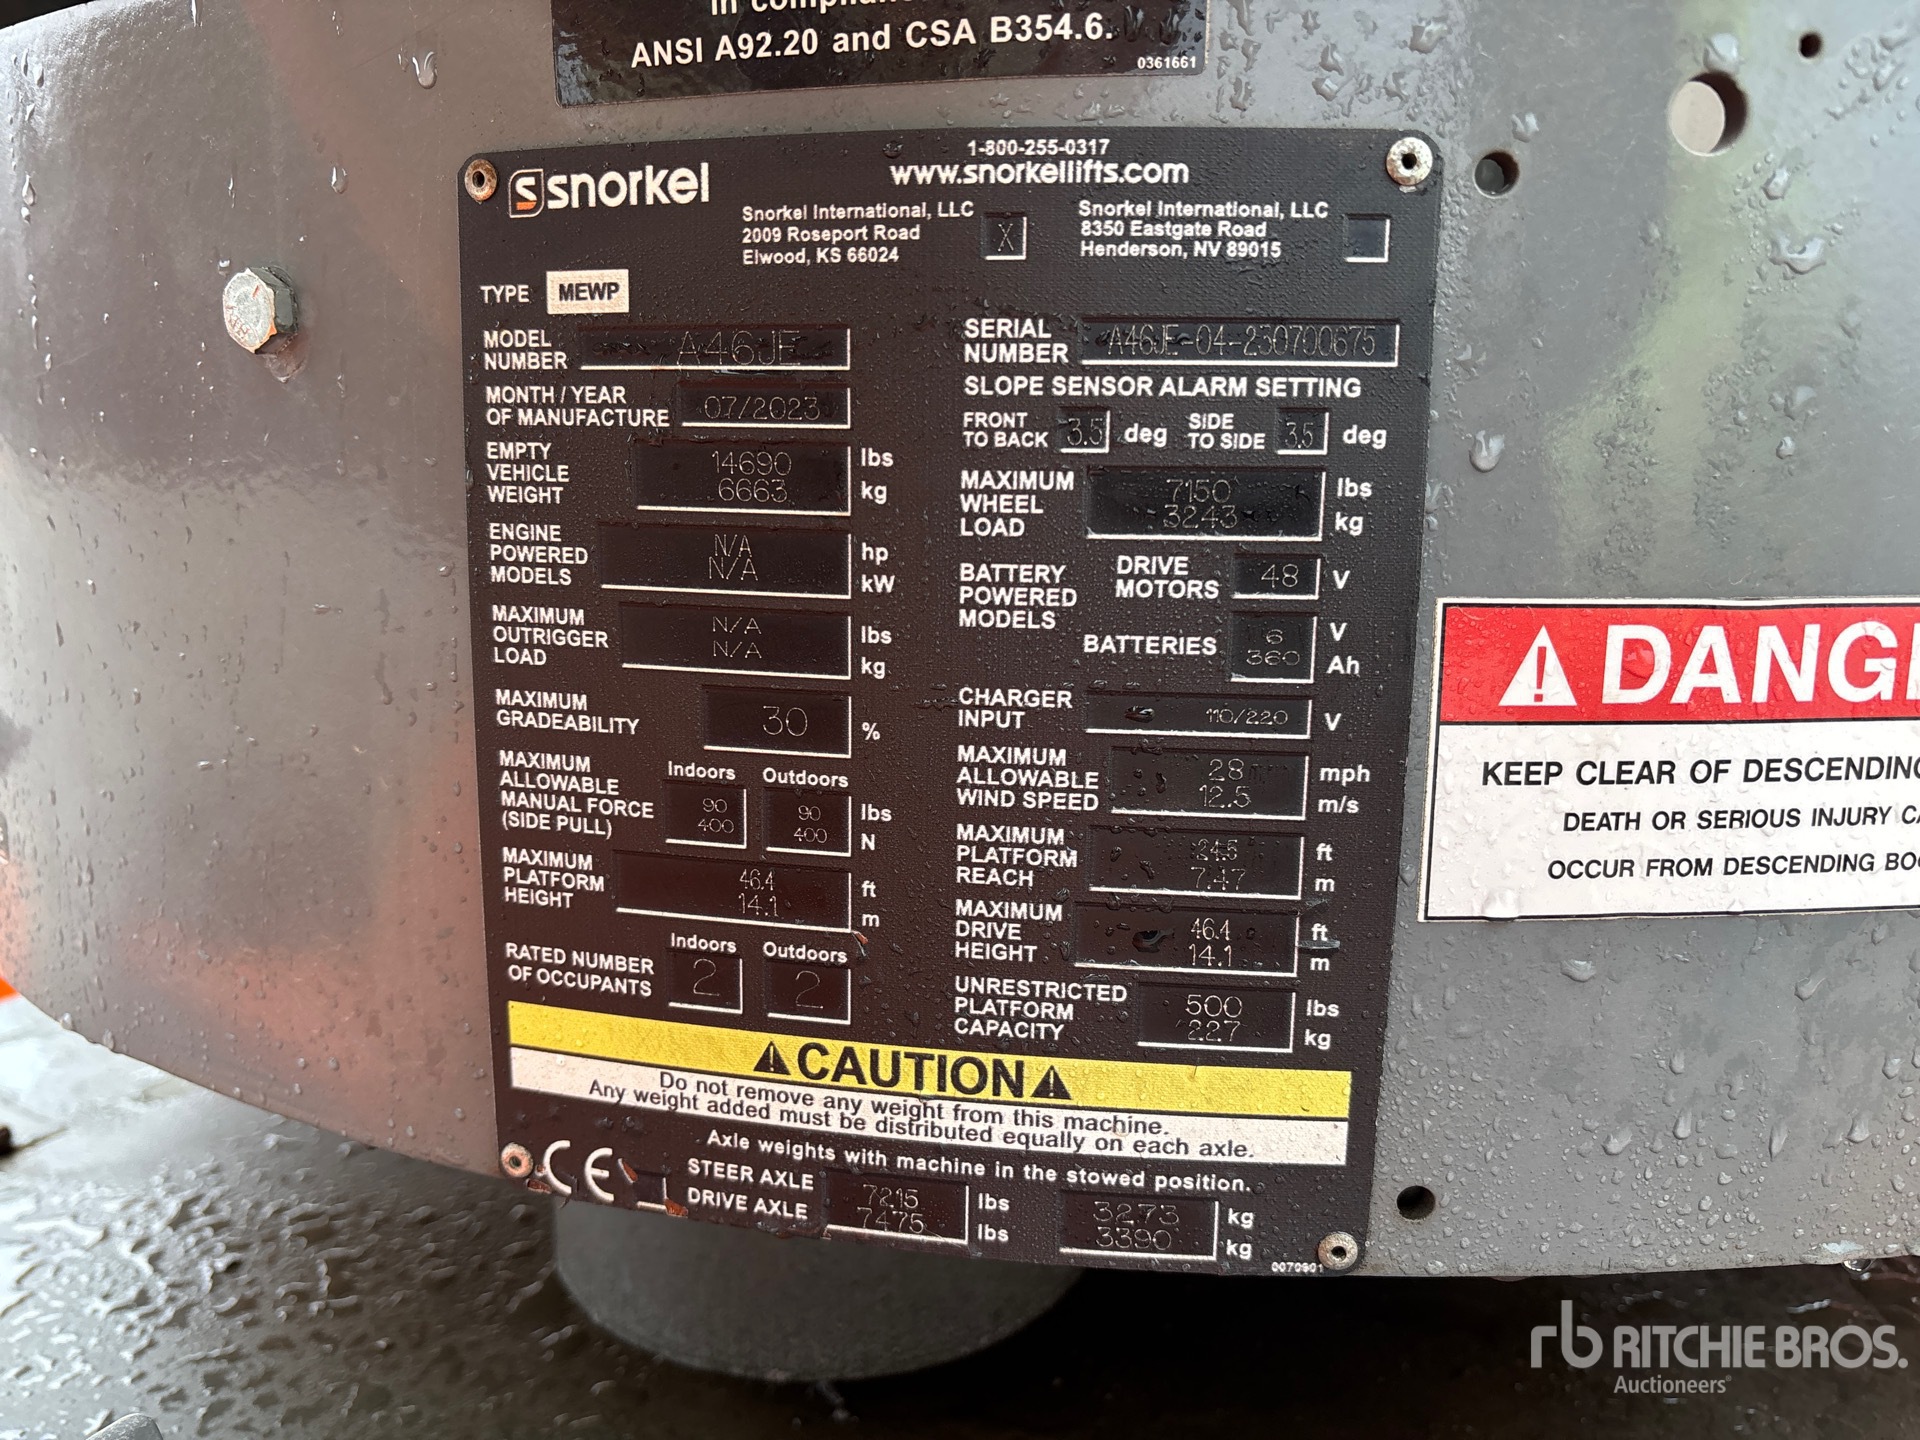 ANSI A92.20 and CSA B354.6.
0361661
snorkel
1-800-255-0317
www.snorkellifts.com
Snorkel International, LLC
2009 Roseport Road
Elwood, KS 66024
X
Snorkel International, LLC
8350 Eastgate Road
Henderson, NV 89015
TYPE MEWP
MODEL NUMBER A46JE
MONTH / YEAR OF MANUFACTURE 07/2023
EMPTY VEHICLE WEIGHT 14690 lbs
6663 kg
ENGINE POWERED MODELS N/A hp
N/A kW
MAXIMUM OUTRIGGER LOAD N/A lbs
N/A kg
MAXIMUM GRADEABILITY 30 %
MAXIMUM ALLOWABLE MANUAL FORCE (SIDE PULL)
Indoors Outdoors
90 90 lbs
400 400 N
MAXIMUM PLATFORM HEIGHT 46.4 ft
14.1 m
RATED NUMBER OF OCCUPANTS
Indoors Outdoors
2 2
SERIAL NUMBER A46JE-04-230700675
SLOPE SENSOR ALARM SETTING
FRONT TO BACK 3.5 deg SIDE TO SIDE 3.5 deg
MAXIMUM WHEEL LOAD 7150 lbs
3243 kg
BATTERY POWERED MODELS
DRIVE MOTORS 48 V
BATTERIES 6 V
360 Ah
CHARGER INPUT 110/220 V
MAXIMUM ALLOWABLE WIND SPEED 28 mph
12.5 m/s
MAXIMUM PLATFORM REACH 24.5 ft
7.47 m
MAXIMUM DRIVE HEIGHT 46.4 ft
14.1 m
UNRESTRICTED PLATFORM CAPACITY 500 lbs
227 kg
CAUTION
Do not remove any weight from this machine.
Any weight added must be distributed equally on each axle.
Axle weights with machine in the stowed position.
CE
STEER AXLE 7215 lbs 3273 kg
DRIVE AXLE 7475 lbs 3390 kg
0070901
KEEP CLEAR OF
DEATH OR SERIOUS INJURY
OCCUR FROM DESCENDING
rb RITCHIE BROS.
Auctioneers